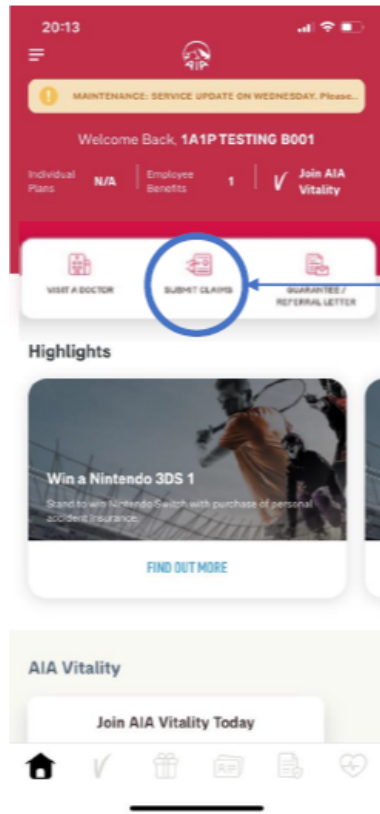 20:13
AIA
MAINTENANCE: SERVICE UPDATE ON WEDNESDAY. Please..
Welcome Back, 1A1P TESTING B001
Individual Plans
N/A
Employee Benefits
1
Join AIA Vitality
VISIT A DOCTOR
SUBMIT CLAIMS
GUARANTEE / REFERRAL LETTER
Highlights
Win a Nintendo 3DS 1
Stand to win Nintendo Switch with purchase of personal
accident insurance.
FIND OUT MORE
AIA Vitality
Join AIA Vitality Today